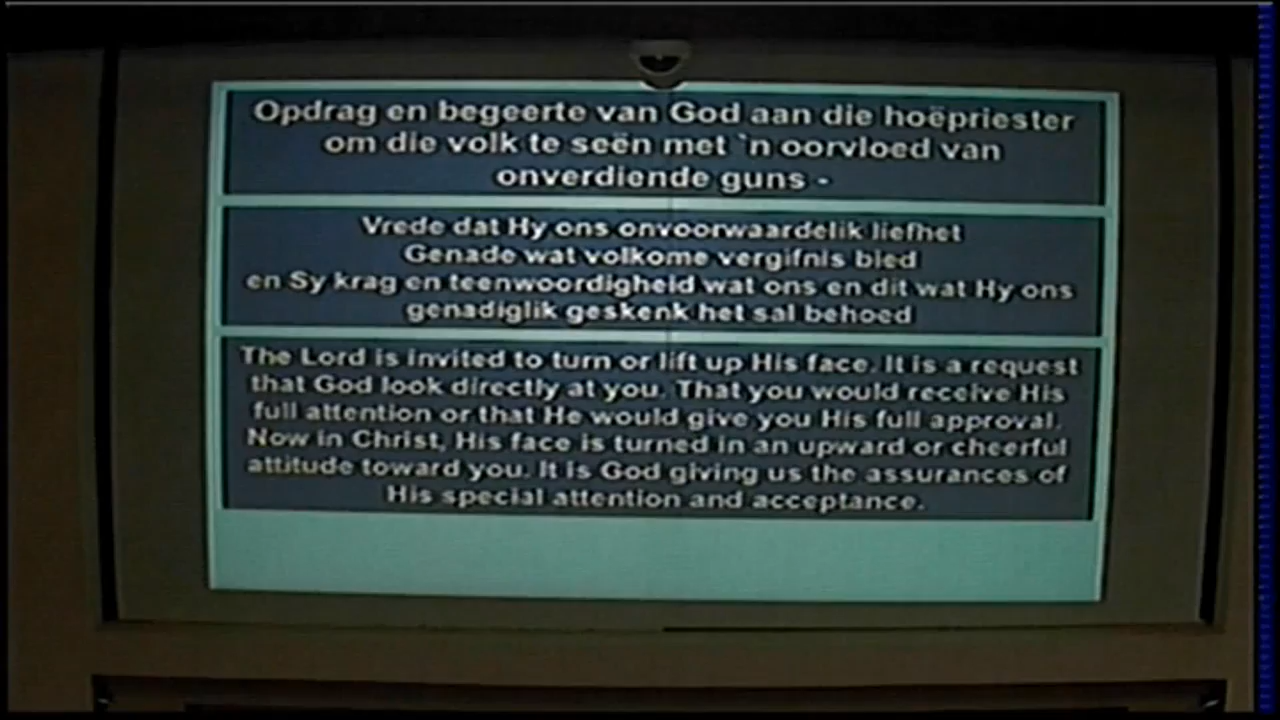 Opdrag en begeerte van God aan die hoëpriester
om die volk te seën met `n oorvloed van
onverdiende guns -
Vrede dat Hy ons onvoorwaardelik liefhet
Genade wat volkome vergifnis bied
en Sy krag en teenwoordigheid wat ons en dit wat Hy ons
genadiglik geskenk het sal behoed
The Lord is invited to turn or lift up His face. It is a request
that God look directly at you. That you would receive His
full attention or that He would give you His full approval.
Now in Christ, His face is turned in an upward or cheerful
attitude toward you. It is God giving us the assurances of
His special attention and acceptance.